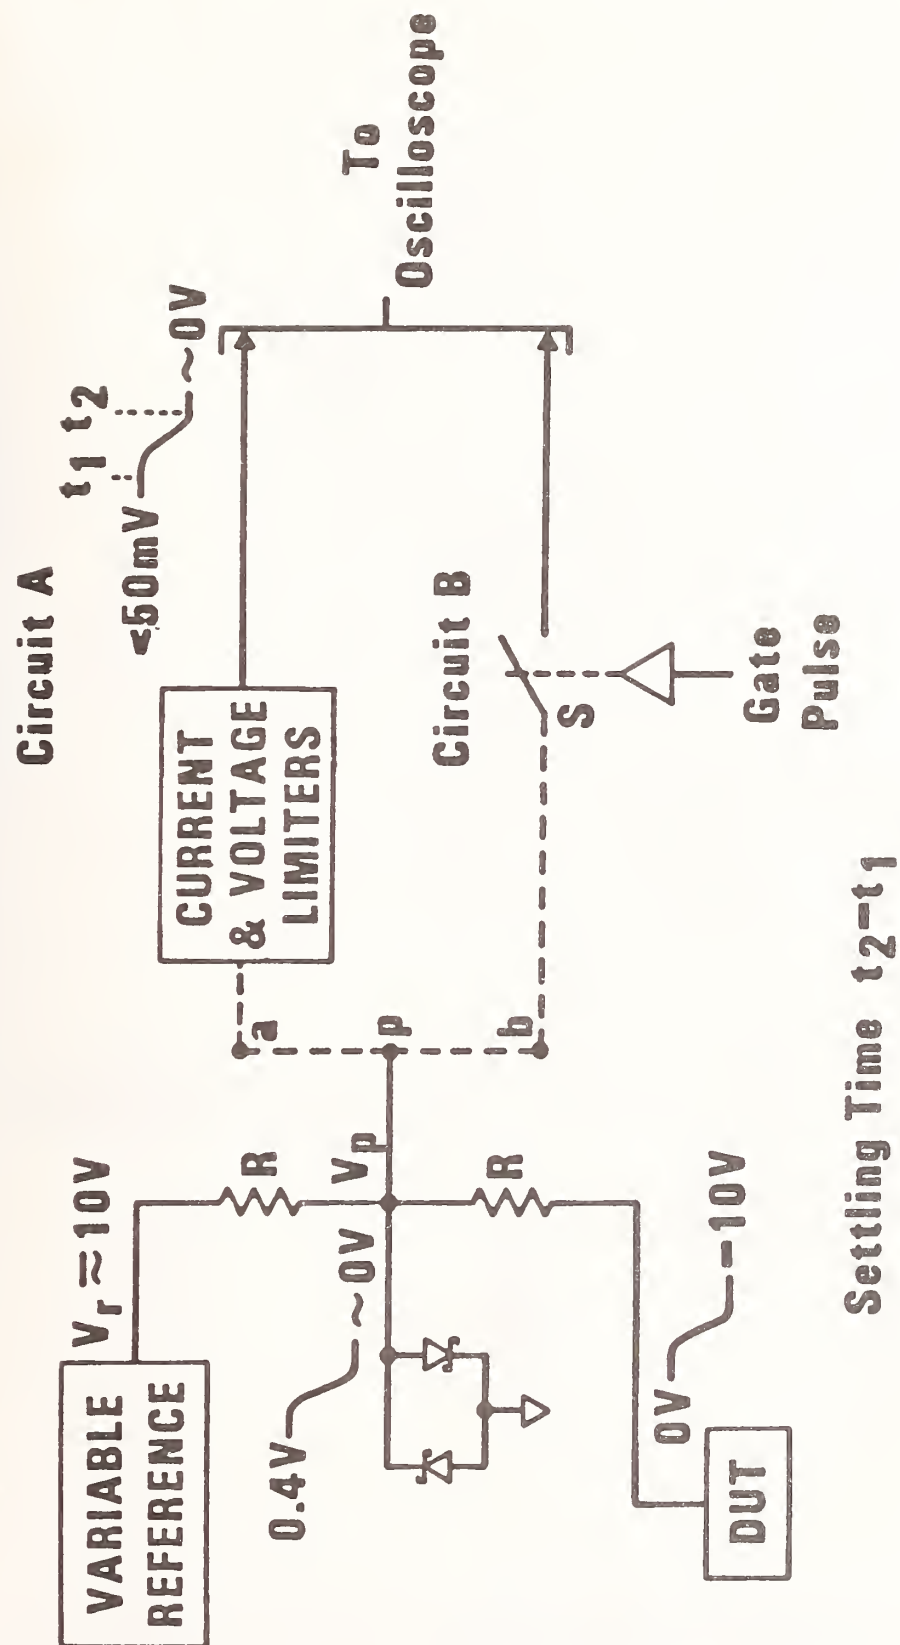 Circuit A
t1 t2
<50mV
~0V
CURRENT
& VOLTAGE
LIMITERS
To
Oscilloscope
VARIABLE
REFERENCE
Vr≈10V
R
0.4V
~0V
Vp
a
p
b
R
Circuit B
S
Gate
Pulse
DUT
0V
-10V
Settling Time t2-t1